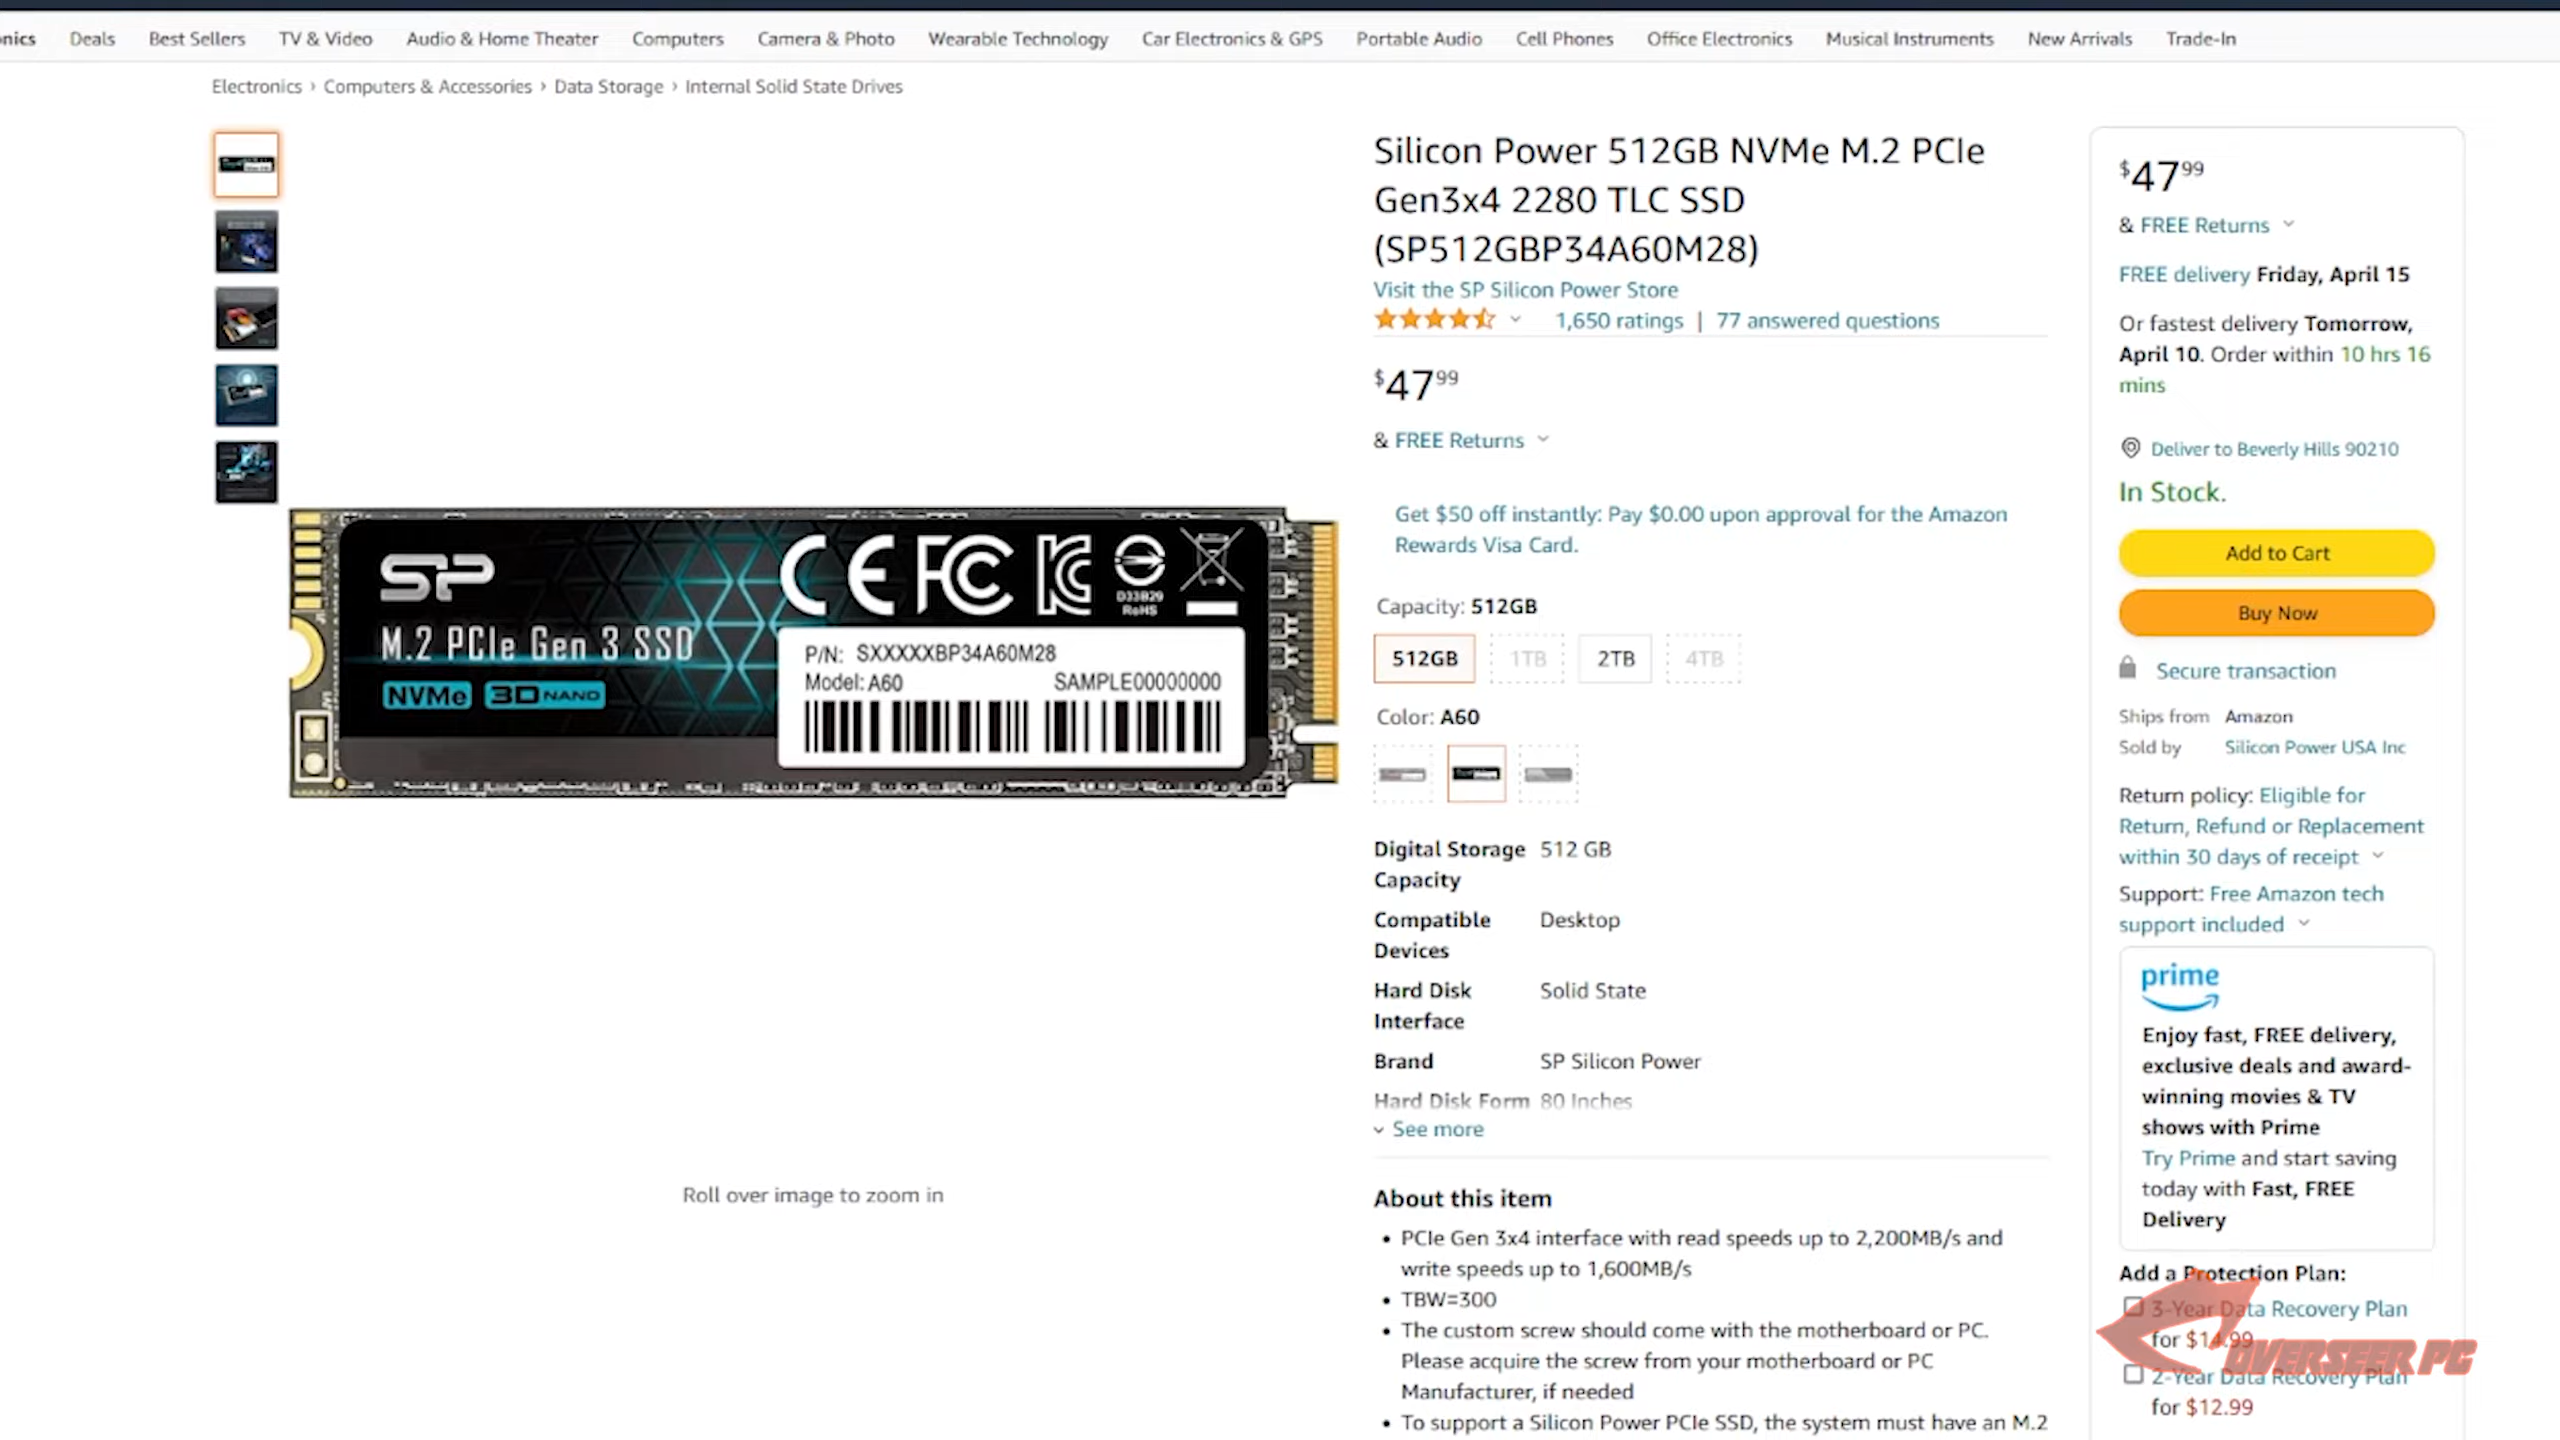 nics Deals Best Sellers TV & Video Audio & Home Theater Computers Camera & Photo Wearable Technology Car Electronics & GPS Portable Audio Cell Phones Office Electronics Musical Instruments New Arrivals Trade-In
Electronics › Computers & Accessories › Data Storage › Internal Solid State Drives
SP
M.2 PCIe Gen 3 SSD
NVMe 3D NAND
CE FC
D33B29
RoHS
P/N: SXXXXXBP34A60M28
Model: A60 SAMPLE00000000
Roll over image to zoom in
Silicon Power 512GB NVMe M.2 PCIe
Gen3x4 2280 TLC SSD
(SP512GBP34A60M28)
Visit the SP Silicon Power Store
1,650 ratings | 77 answered questions
$47.99
& FREE Returns
Get $50 off instantly: Pay $0.00 upon approval for the Amazon
Rewards Visa Card.
Capacity: 512GB
512GB 1TB 2TB 4TB
Color: A60
Digital Storage 512 GB
Capacity
Compatible Desktop
Devices
Hard Disk Solid State
Interface
Brand SP Silicon Power
Hard Disk Form 80 Inches
See more
About this item
• PCIe Gen 3x4 interface with read speeds up to 2,200MB/s and
write speeds up to 1,600MB/s
• TBW=300
• The custom screw should come with the motherboard or PC.
Please acquire the screw from your motherboard or PC
Manufacturer, if needed
• To support a Silicon Power PCIe SSD, the system must have an M.2
$47.99
& FREE Returns
FREE delivery Friday, April 15
Or fastest delivery Tomorrow,
April 10. Order within 10 hrs 16
mins
Deliver to Beverly Hills 90210
In Stock.
Add to Cart
Buy Now
Secure transaction
Ships from Amazon
Sold by Silicon Power USA Inc
Return policy: Eligible for
Return, Refund or Replacement
within 30 days of receipt
Support: Free Amazon tech
support included
prime
Enjoy fast, FREE delivery,
exclusive deals and award-
winning movies & TV
shows with Prime
Try Prime and start saving
today with Fast, FREE
Delivery
Add a Protection Plan:
3-Year Data Recovery Plan
for $14.99
OVERSEER PC
2-Year Data Recovery Plan
for $12.99